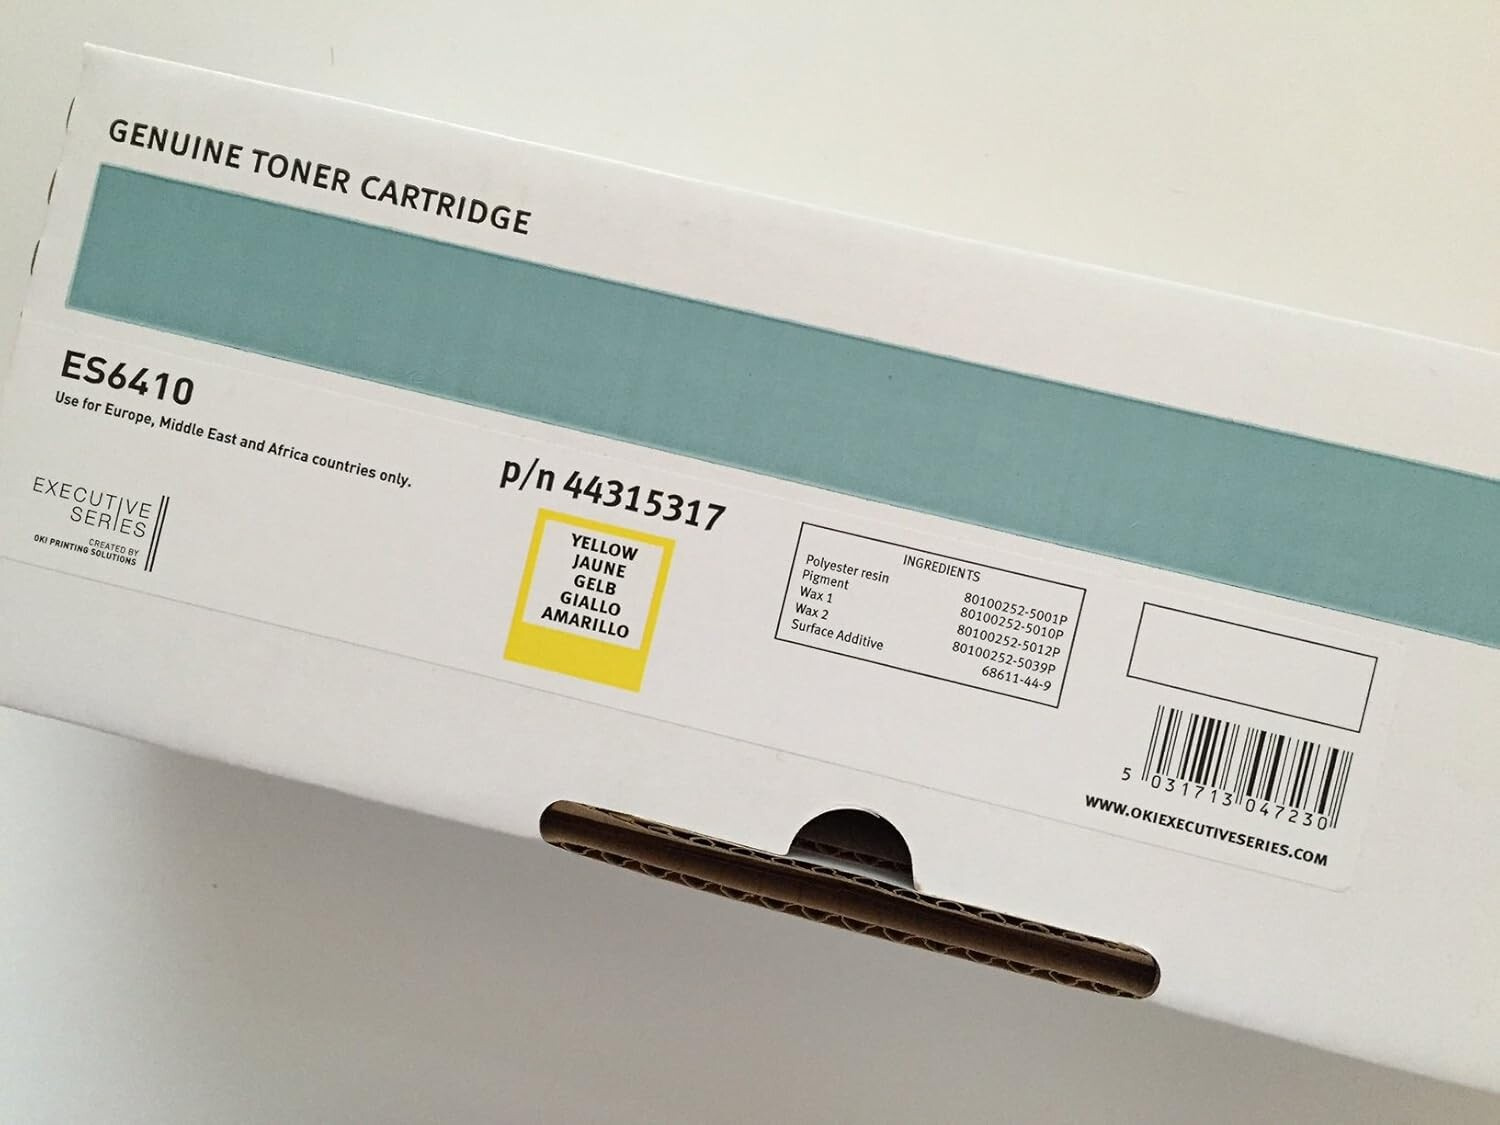 GENUINE TONER CARTRIDGE
ES6410
Use for Europe, Middle East and Africa countries only.
EXECUTIVE
SERIES
CREATED BY
OKI PRINTING SOLUTIONS
p/n 44315317
YELLOW
JAUNE
GELB
GIALLO
AMARILLO
INGREDIENTS
Polyester resin 80100252-5001P
Pigment 80100252-5010P
Wax 1 80100252-5012P
Wax 2 80100252-5039P
Surface Additive 68611-44-9
5 031713 047230
WWW.OKIEXECUTIVESERIES.COM